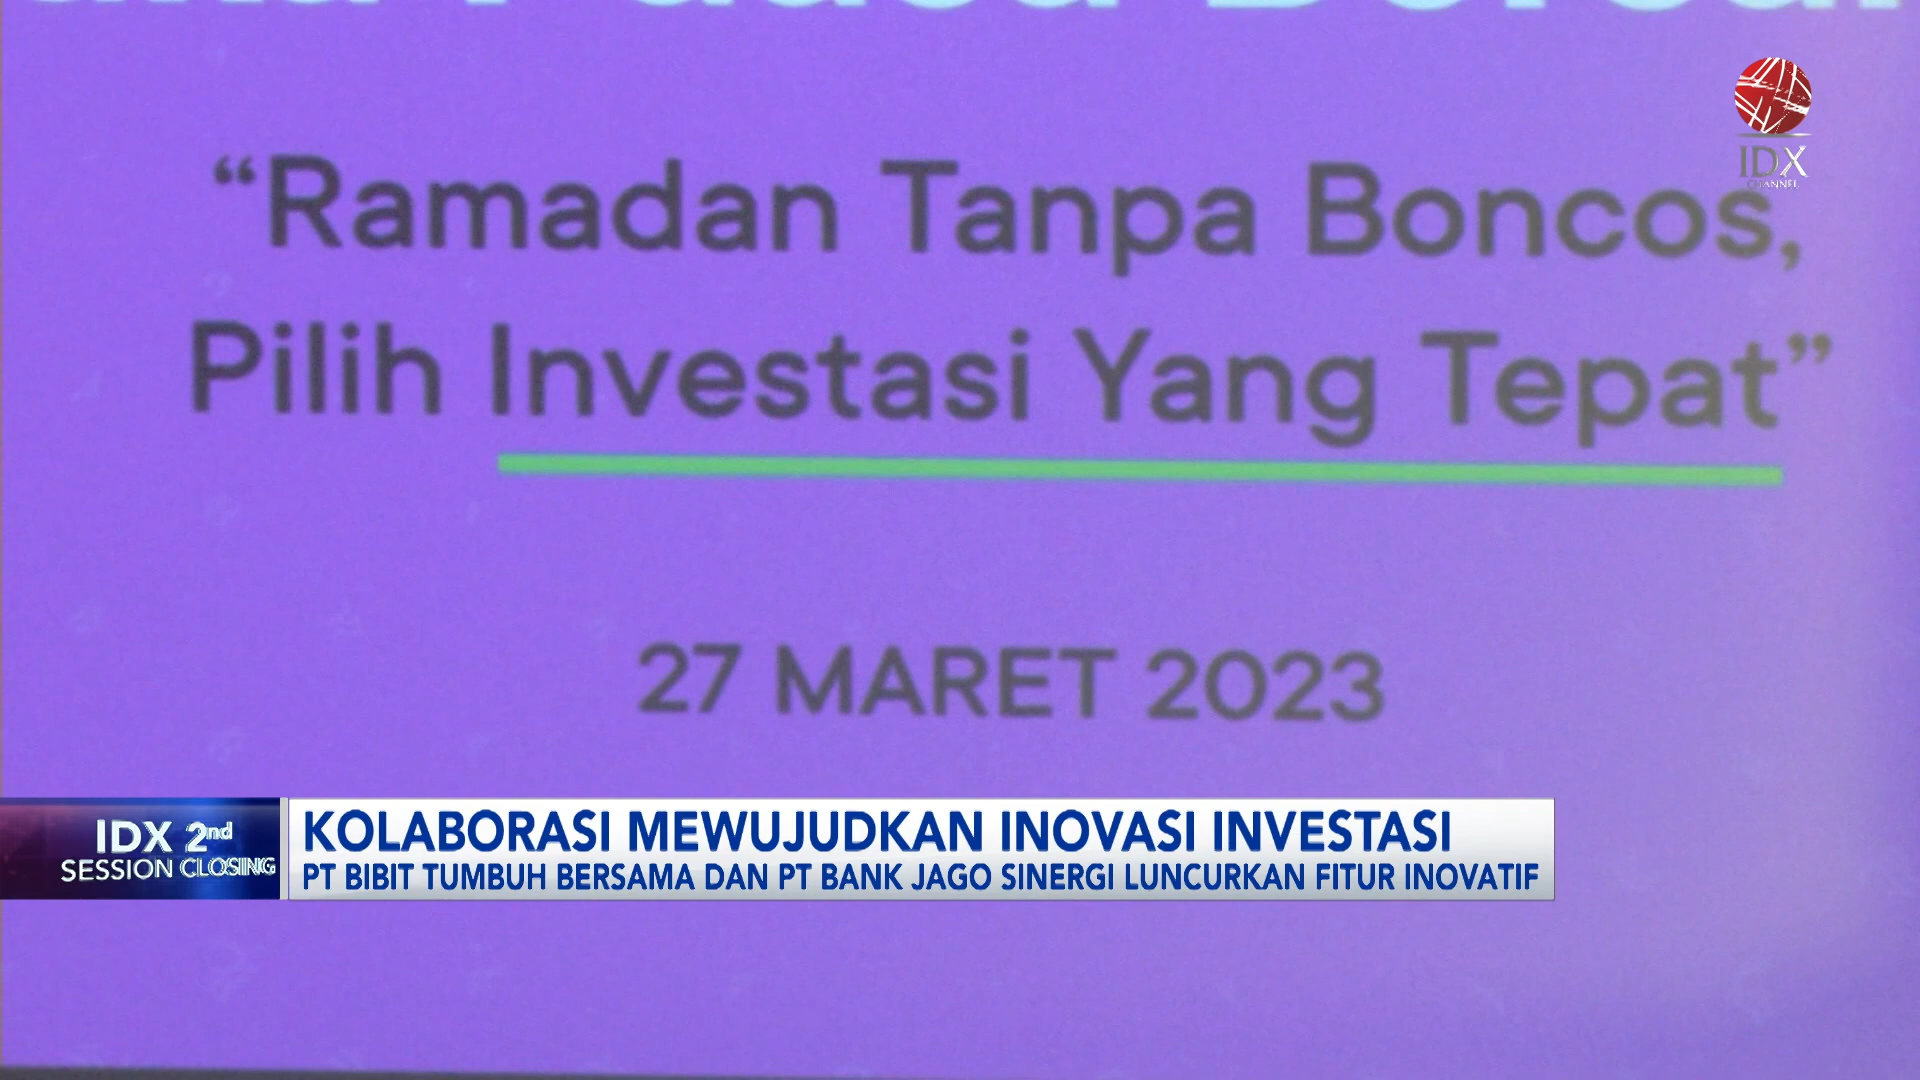 IDX
CHANNEL
“Ramadan Tanpa Boncos,
Pilih Investasi Yang Tepat”
27 MARET 2023
IDX 2nd
SESSION CLOSING
KOLABORASI MEWUJUDKAN INOVASI INVESTASI
PT BIBIT TUMBUH BERSAMA DAN PT BANK JAGO SINERGI LUNCURKAN FITUR INOVATIF